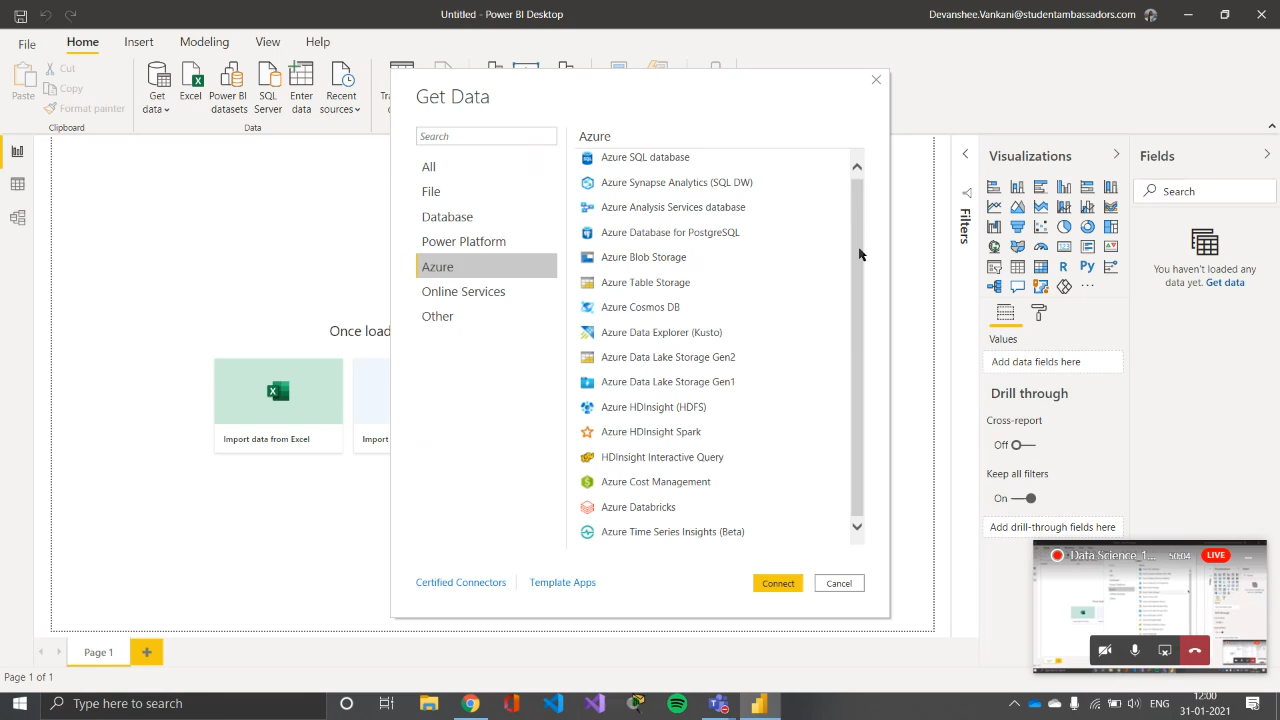 Untitled - Power BI Desktop
Devanshee.Vankani@studentambassadors.com
File Home Insert Modeling View Help
Paste
Cut
Copy
Format painter
Clipboard
Get data
Excel
Power BI datasets
SQL Server
Enter data
Recent sources
Data
Get Data
Search
All
File
Database
Power Platform
Azure
Online Services
Other
Azure
Azure SQL database
Azure Synapse Analytics (SQL DW)
Azure Analysis Services database
Azure Database for PostgreSQL
Azure Blob Storage
Azure Table Storage
Azure Cosmos DB
Azure Data Explorer (Kusto)
Azure Data Lake Storage Gen2
Azure Data Lake Storage Gen1
Azure HDInsight (HDFS)
Azure HDInsight Spark
HDInsight Interactive Query
Azure Cost Management
Azure Databricks
Azure Time Series Insights (Beta)
Certified Connectors
Template Apps
Connect
Cancel
Once load
Import data from Excel
Import
Filters
Visualizations
R
Py
Values
Add data fields here
Drill through
Cross-report
Off
Keep all filters
On
Add drill-through fields here
Fields
Search
You haven't loaded any
data yet. Get data
Data Science 1... 50:04 LIVE
Page 1
Page 1 of 1
Type here to search
ENG
12:00
31-01-2021